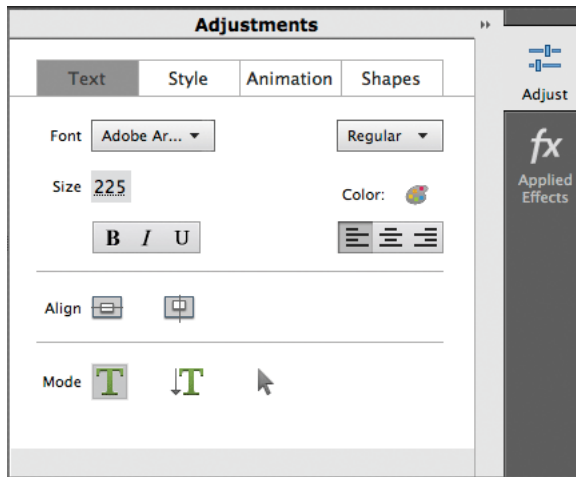 Adjustments
Text Style Animation Shapes
Font Adobe Ar... Regular
Size 225 Color:
B I U
Align
Mode T T
Adjust
fx
Applied
Effects